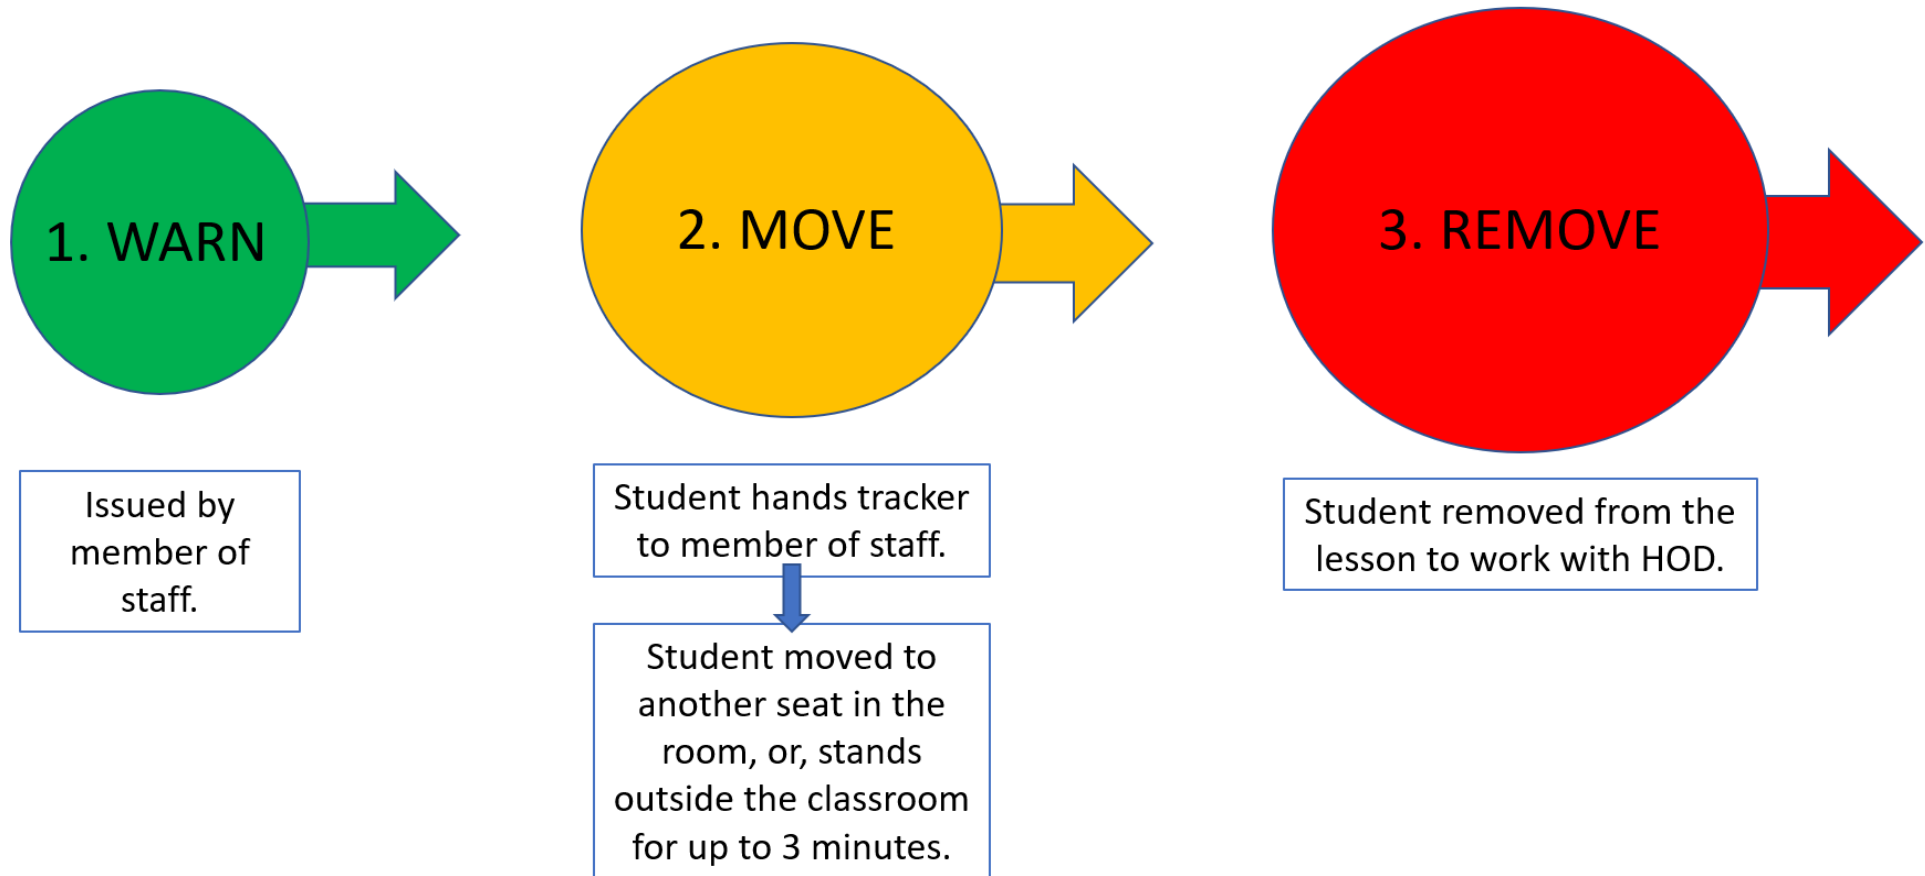 1. WARN
Issued by
member of
staff.
2. MOVE
Student hands tracker
to member of staff.
Student moved to
another seat in the
room, or, stands
outside the classroom
for up to 3 minutes.
3. REMOVE
Student removed from the
lesson to work with HOD.